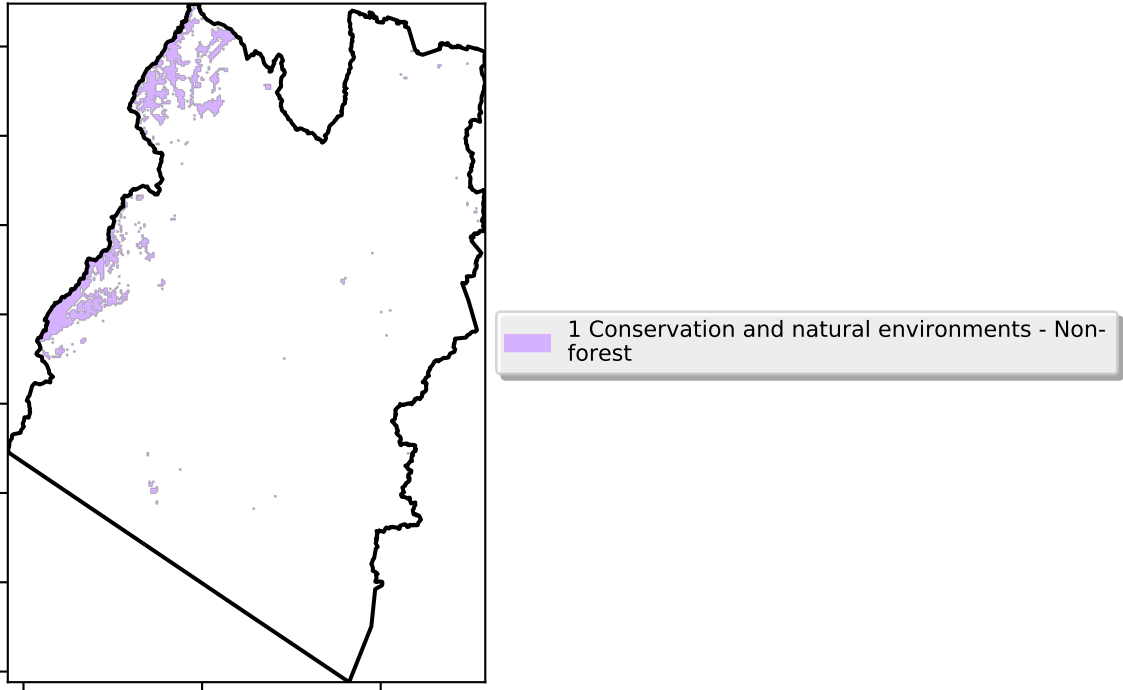 1 Conservation and natural environments - Non-
forest